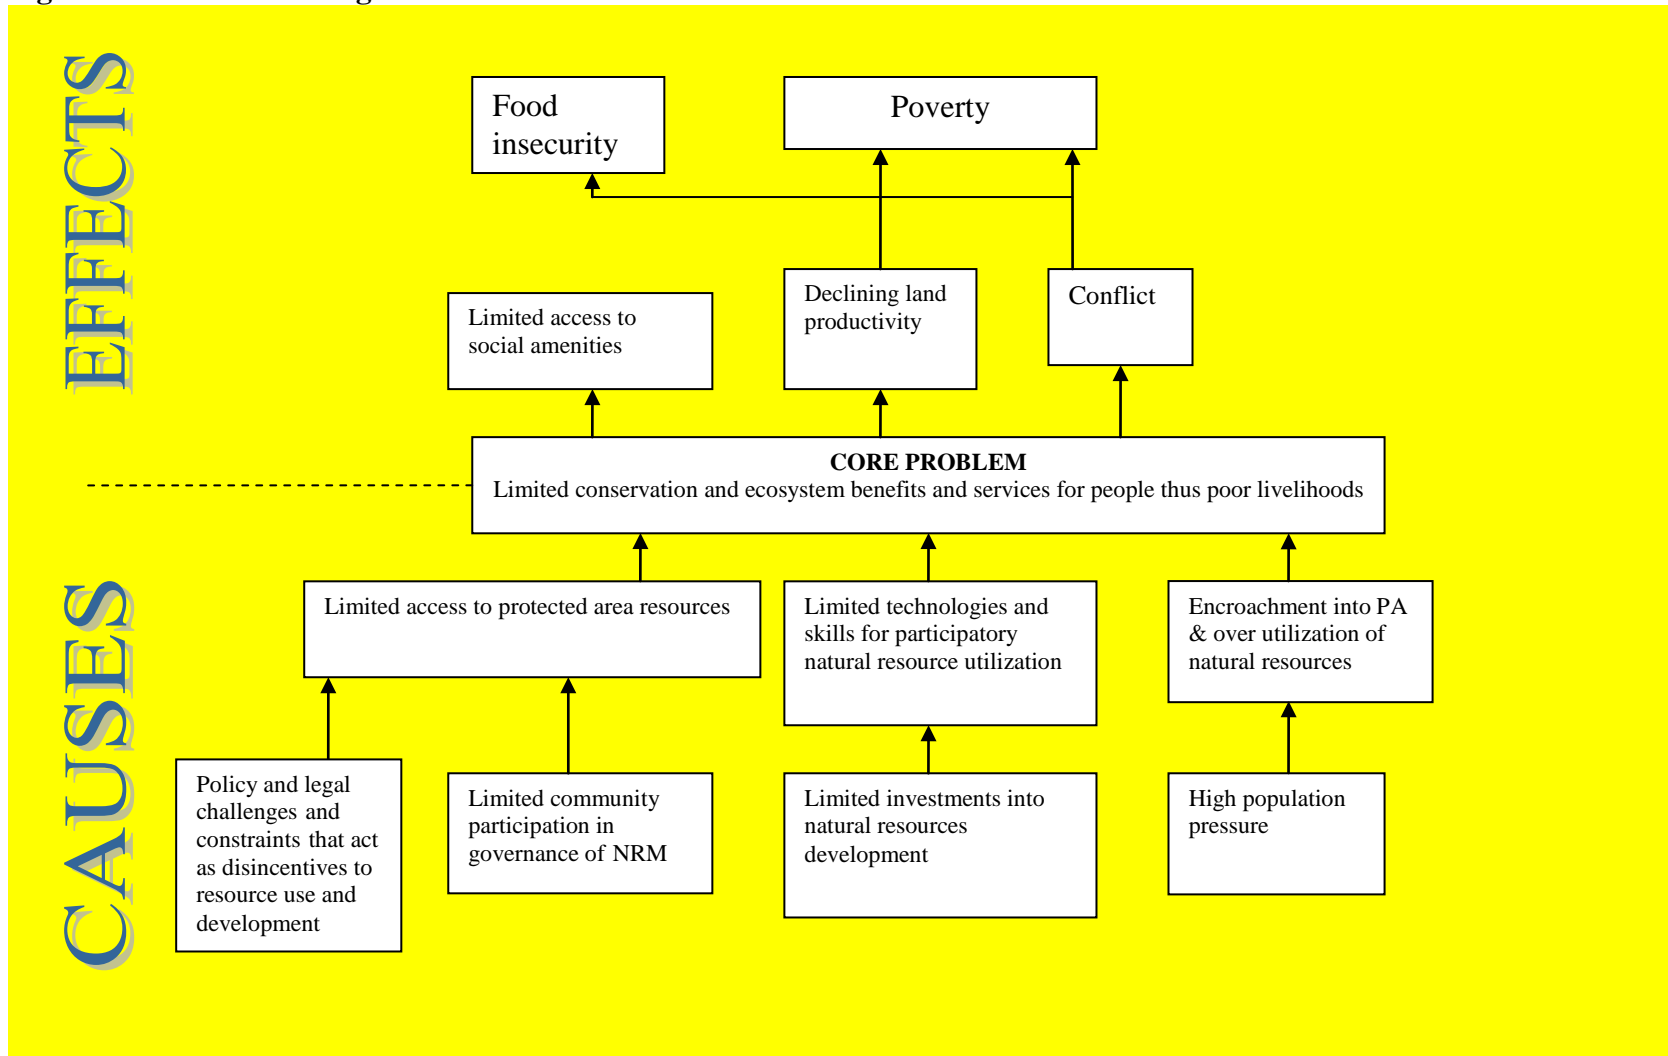 EFFECTS
Food
insecurity
Poverty
Limited access to
social amenities
Declining land
productivity
Conflict
CORE PROBLEM
Limited conservation and ecosystem benefits and services for people thus poor livelihoods
CAUSES
Limited access to protected area resources
Limited technologies and
skills for participatory
natural resource utilization
Encroachment into PA
& over utilization of
natural resources
Policy and legal
challenges and
constraints that act
as disincentives to
resource use and
development
Limited community
participation in
governance of NRM
Limited investments into
natural resources
development
High population
pressure